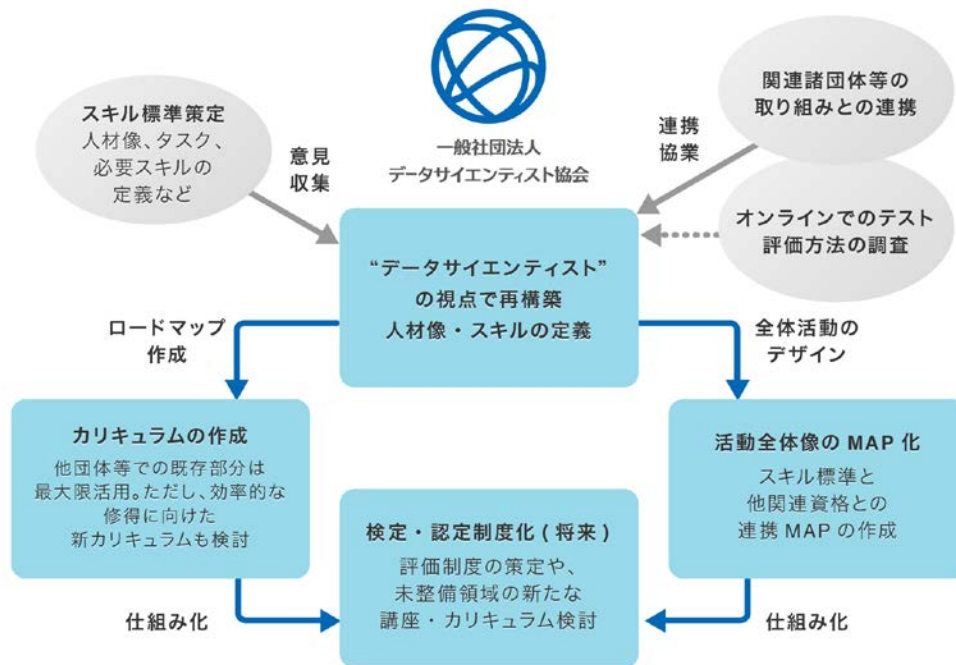 一般社団法人
データサイエンティスト協会
スキル標準策定
人材像、タスク、
必要スキルの
定義など
意見
収集
連携
協業
関連諸団体等の
取り組みとの連携
オンラインでのテスト
評価方法の調査
“データサイエンティスト”
の視点で再構築
人材像・スキルの定義
ロードマップ
作成
全体活動の
デザイン
カリキュラムの作成
他団体等での既存部分は
最大限活用。ただし、効率的な
修得に向けた
新カリキュラムも検討
活動全体像の MAP 化
スキル標準と
他関連資格との
連携 MAP の作成
検定・認定制度化 ( 将来 )
評価制度の策定や、
未整備領域の新たな
講座・カリキュラム検討
仕組み化
仕組み化